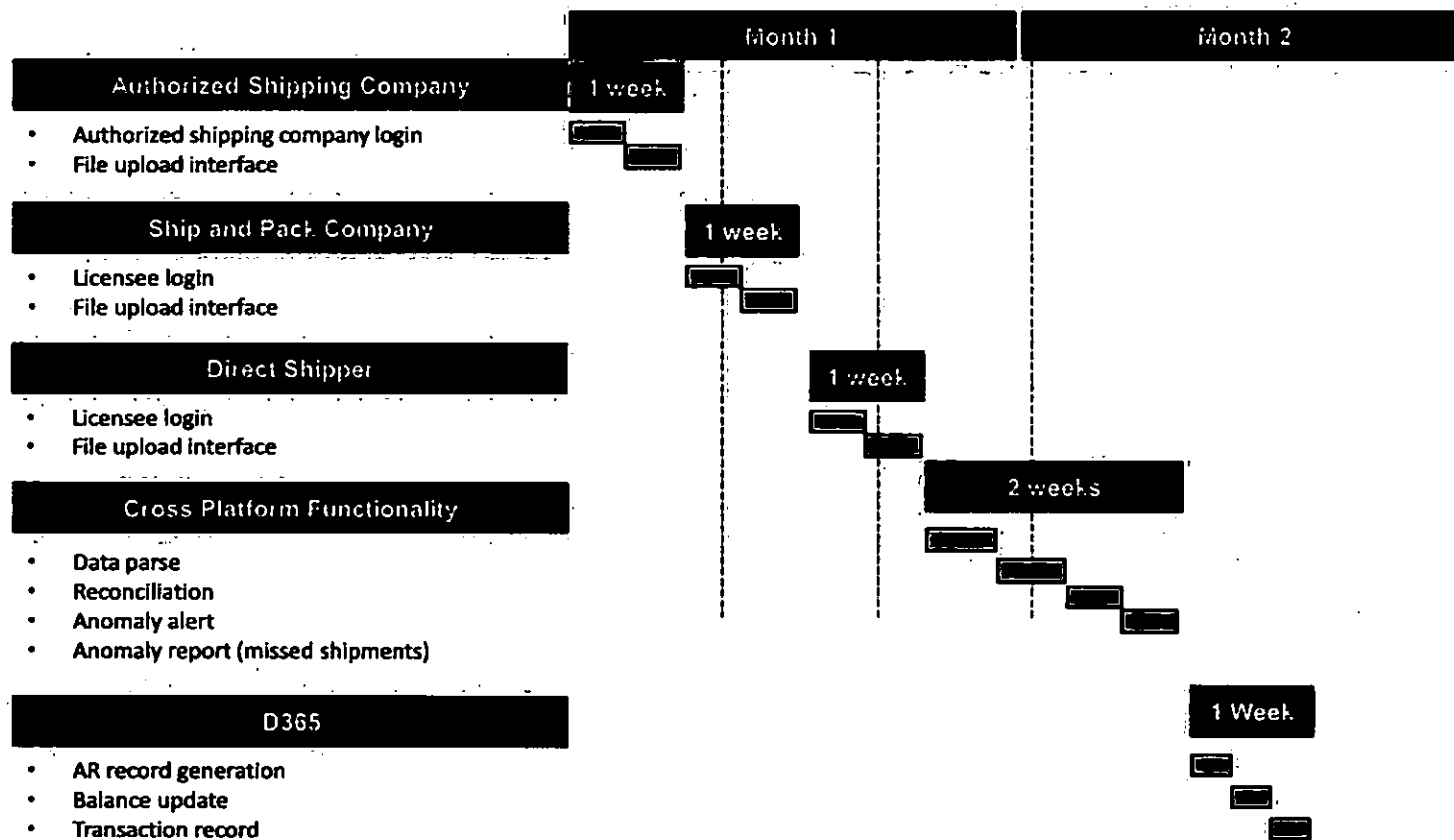 Month 1
Month 2
Authorized Shipping Company
1 week
• Authorized shipping company login
• File upload interface
Ship and Pack Company
1 week
• Licensee login
• File upload interface
Direct Shipper
1 week
• Licensee login
• File upload interface
Cross Platform Functionality
2 weeks
• Data parse
• Reconciliation
• Anomaly alert
• Anomaly report (missed shipments)
D365
1 Week
• AR record generation
• Balance update
• Transaction record